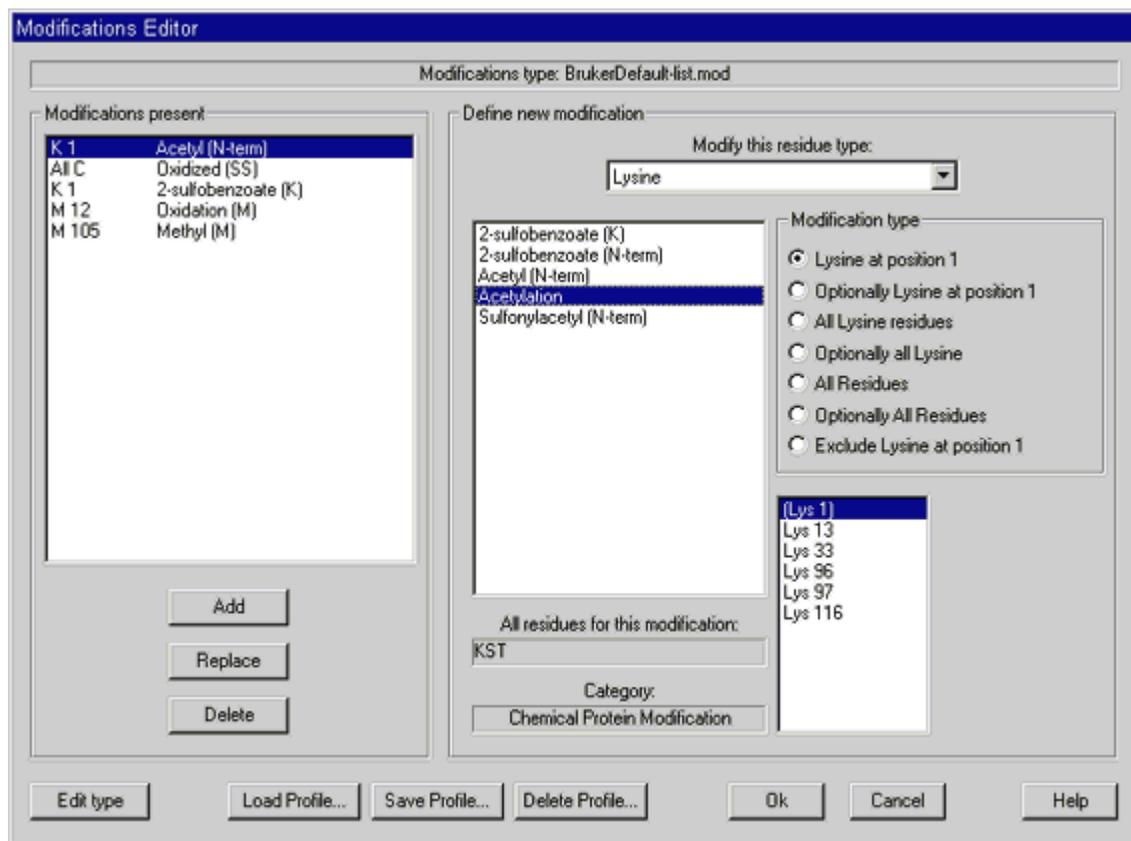 Modifications Editor
Modifications type: BrukerDefault-list.mod
Modifications present
K 1 Acetyl (N-term)
All C Oxidized (SS)
K 1 2-sulfobenzoate (K)
M 12 Oxidation (M)
M 105 Methyl (M)
Add
Replace
Delete
Define new modification
Modify this residue type:
Lysine
2-sulfobenzoate (K)
2-sulfobenzoate (N-term)
Acetyl (N-term)
Acetylation
Sulfonylacetyl (N-term)
Modification type
Lysine at position 1
Optionally Lysine at position 1
All Lysine residues
Optionally all Lysine
All Residues
Optionally All Residues
Exclude Lysine at position 1
(Lys 1)
Lys 13
Lys 33
Lys 96
Lys 97
Lys 116
All residues for this modification:
KST
Category:
Chemical Protein Modification
Edit type
Load Profile...
Save Profile...
Delete Profile...
Ok
Cancel
Help